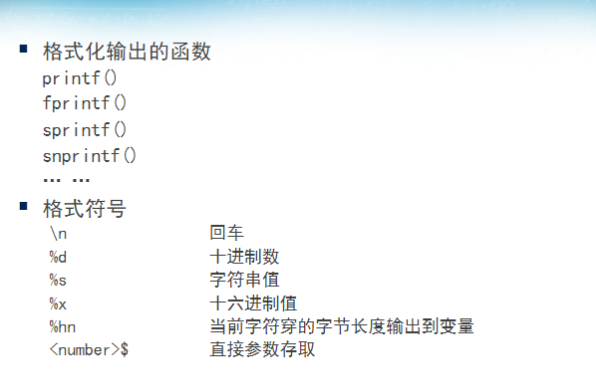 格式化输出的函数
printf()
fprintf()
sprintf()
snprintf()
… …
格式符号
\n 回车
%d 十进制数
%s 字符串值
%x 十六进制值
%hn 当前字符穿的字节长度输出到变量
<number>$ 直接参数存取